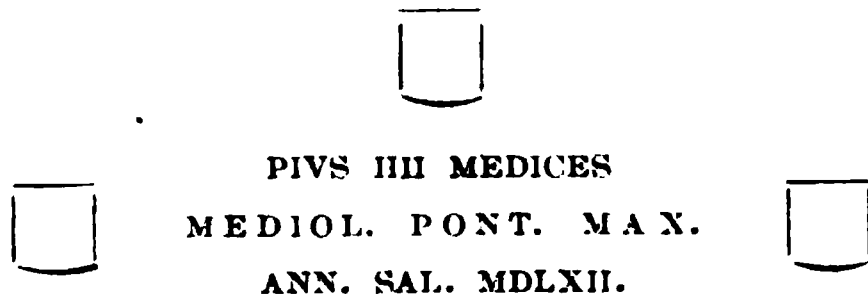 PIVS IIII MEDICES
MEDIOL. PONT. MAX.
ANN. SAL. MDLXII.